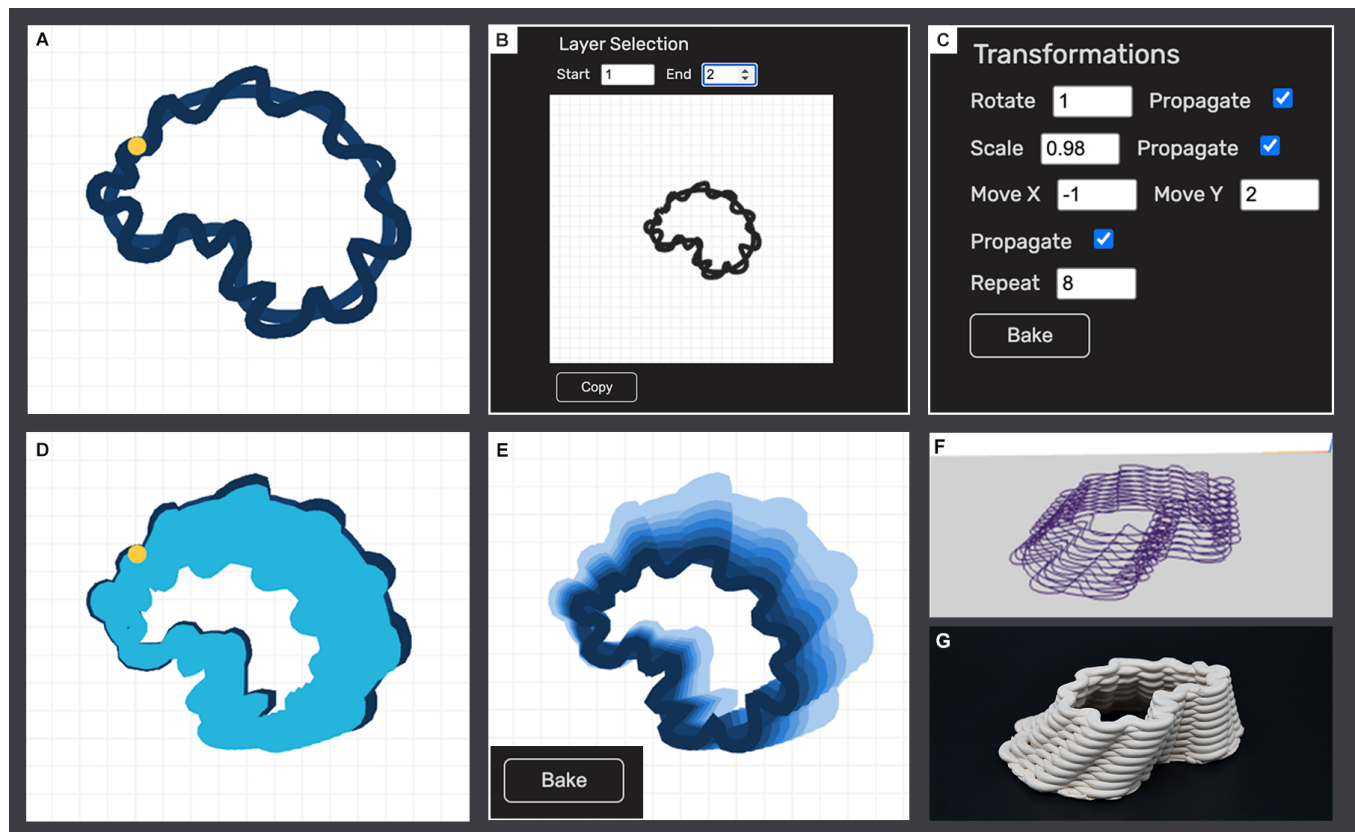 A
B
Layer Selection
Start 1 End 2
Copy
C
Transformations
Rotate 1 Propagate
Scale 0.98 Propagate
Move X -1 Move Y 2
Propagate
Repeat 8
Bake
D
E
Bake
F
G